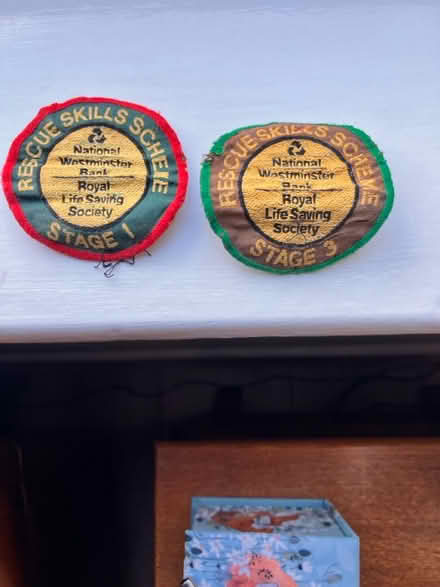 RESCUE SKILLS SCHEME
National
Westminster
Bank
Royal
Life Saving
Society
STAGE 1
RESCUE SKILLS SCHEME
National
Westminster
Bank
Royal
Life Saving
Society
STAGE 3